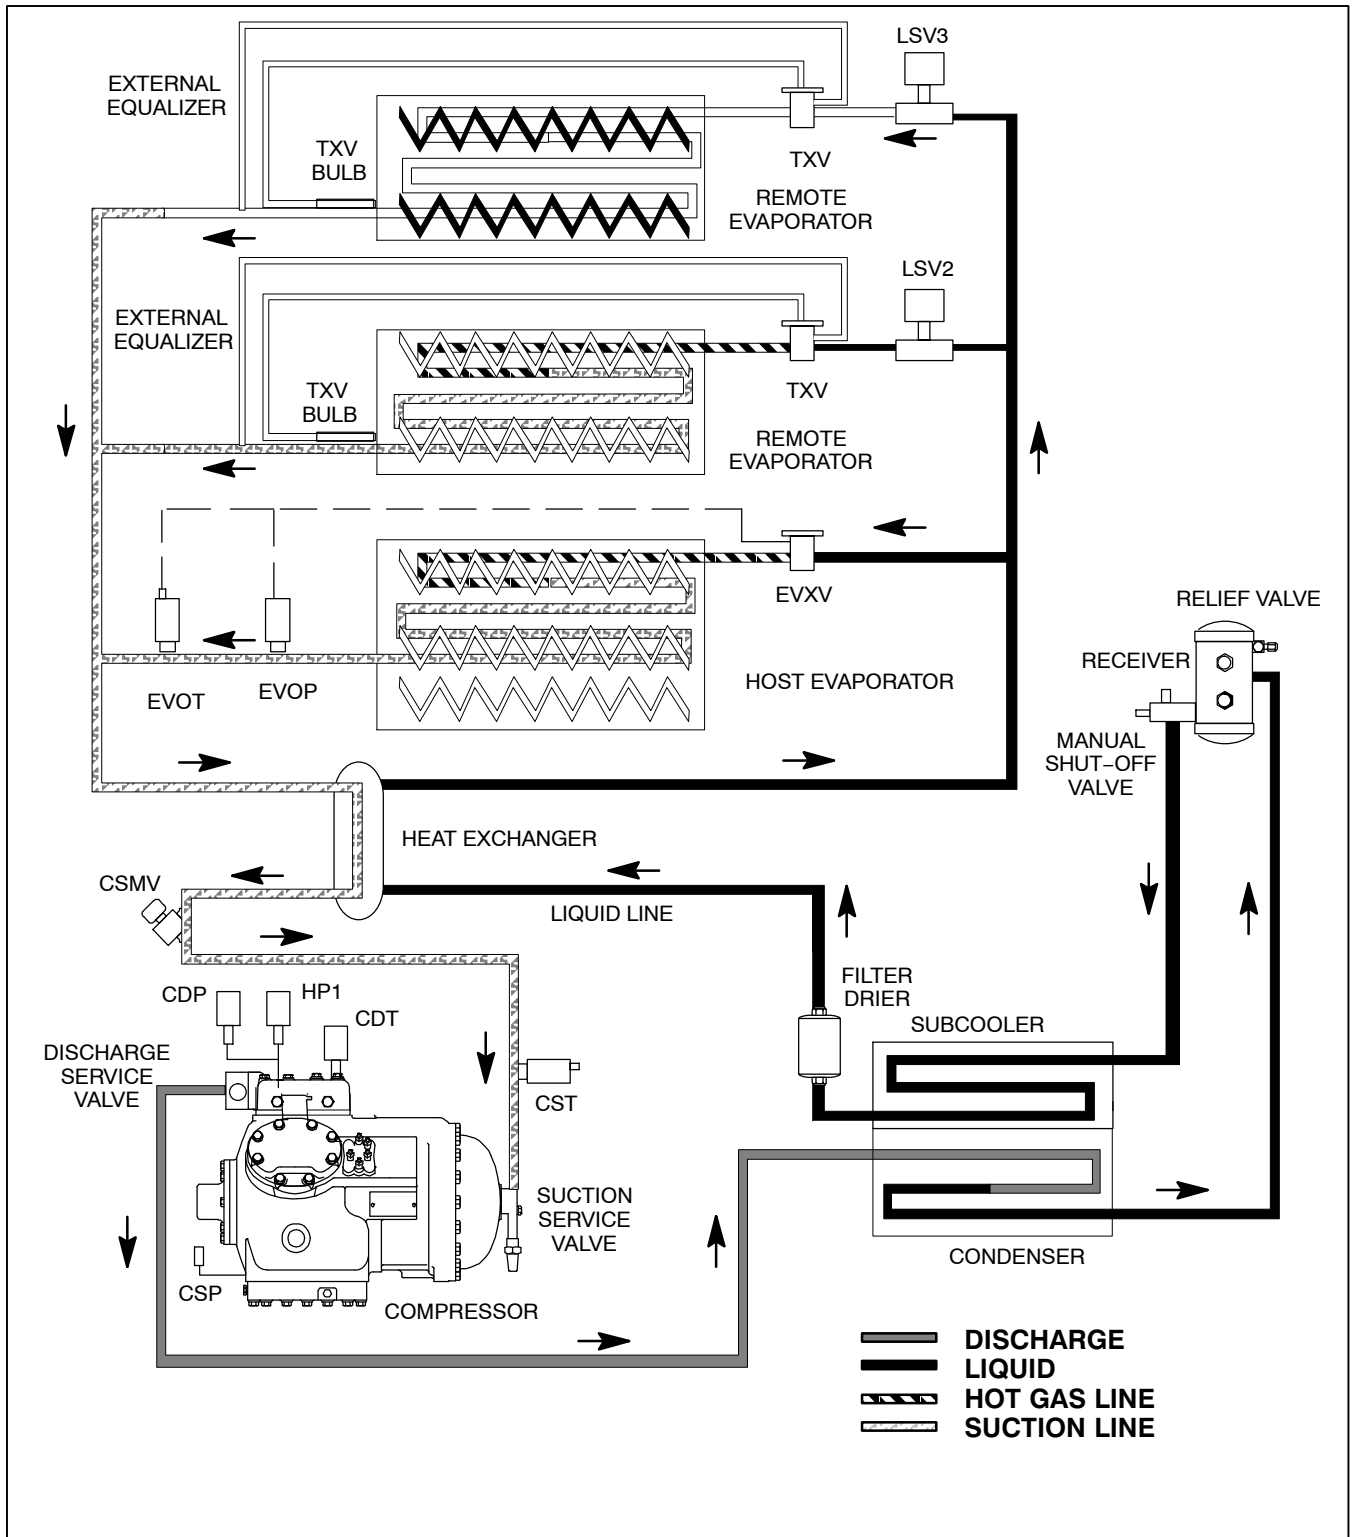 LSV3
EXTERNAL
EQUALIZER
TXV
BULB
TXV
REMOTE
EVAPORATOR
LSV2
EXTERNAL
EQUALIZER
TXV
BULB
TXV
REMOTE
EVAPORATOR
EVXV
RELIEF VALVE
RECEIVER
EVOT
EVOP
HOST EVAPORATOR
MANUAL
SHUT−OFF
VALVE
HEAT EXCHANGER
CSMV
LIQUID LINE
CDP
HP1
CDT
FILTER
DRIER
SUBCOOLER
DISCHARGE
SERVICE
VALVE
CST
SUCTION
SERVICE
VALVE
CONDENSER
CSP
COMPRESSOR
DISCHARGE
LIQUID
HOT GAS LINE
SUCTION LINE